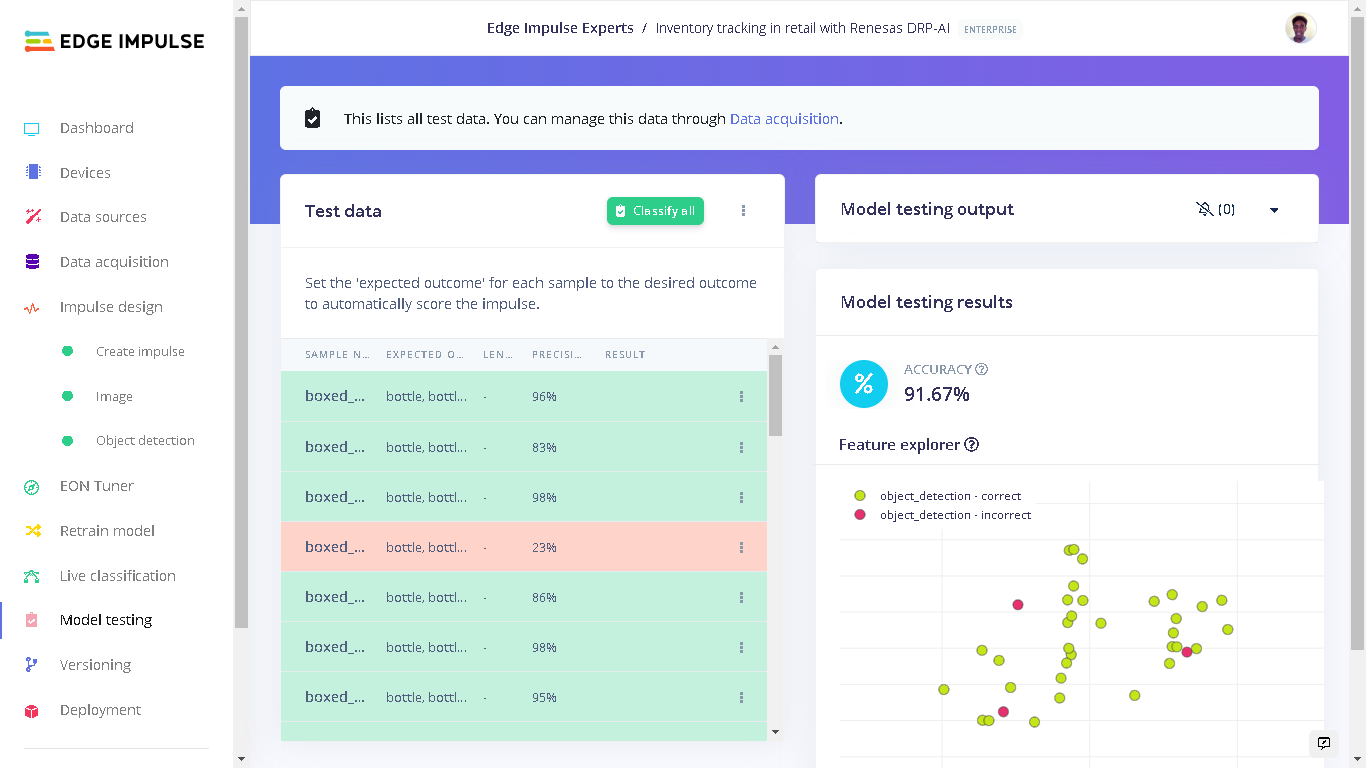 EDGE IMPULSE
Edge Impulse Experts / Inventory tracking in retail with Renesas DRP-AI ENTERPRISE
Dashboard
Devices
Data sources
Data acquisition
Impulse design
Create impulse
Image
Object detection
EON Tuner
Retrain model
Live classification
Model testing
Versioning
Deployment
This lists all test data. You can manage this data through Data acquisition.
Test data
Classify all
Set the 'expected outcome' for each sample to the desired outcome
to automatically score the impulse.
SAMPLE N... EXPECTED O... LEN... PRECISI... RESULT
boxed_... bottle, bottl... - 96%
boxed_... bottle, bottl... - 83%
boxed_... bottle, bottl... - 98%
boxed_... bottle, bottl... - 23%
boxed_... bottle, bottl... - 86%
boxed_... bottle, bottl... - 98%
boxed_... bottle, bottl... - 95%
Model testing output
(0)
Model testing results
%
ACCURACY
91.67%
Feature explorer
object_detection - correct
object_detection - incorrect